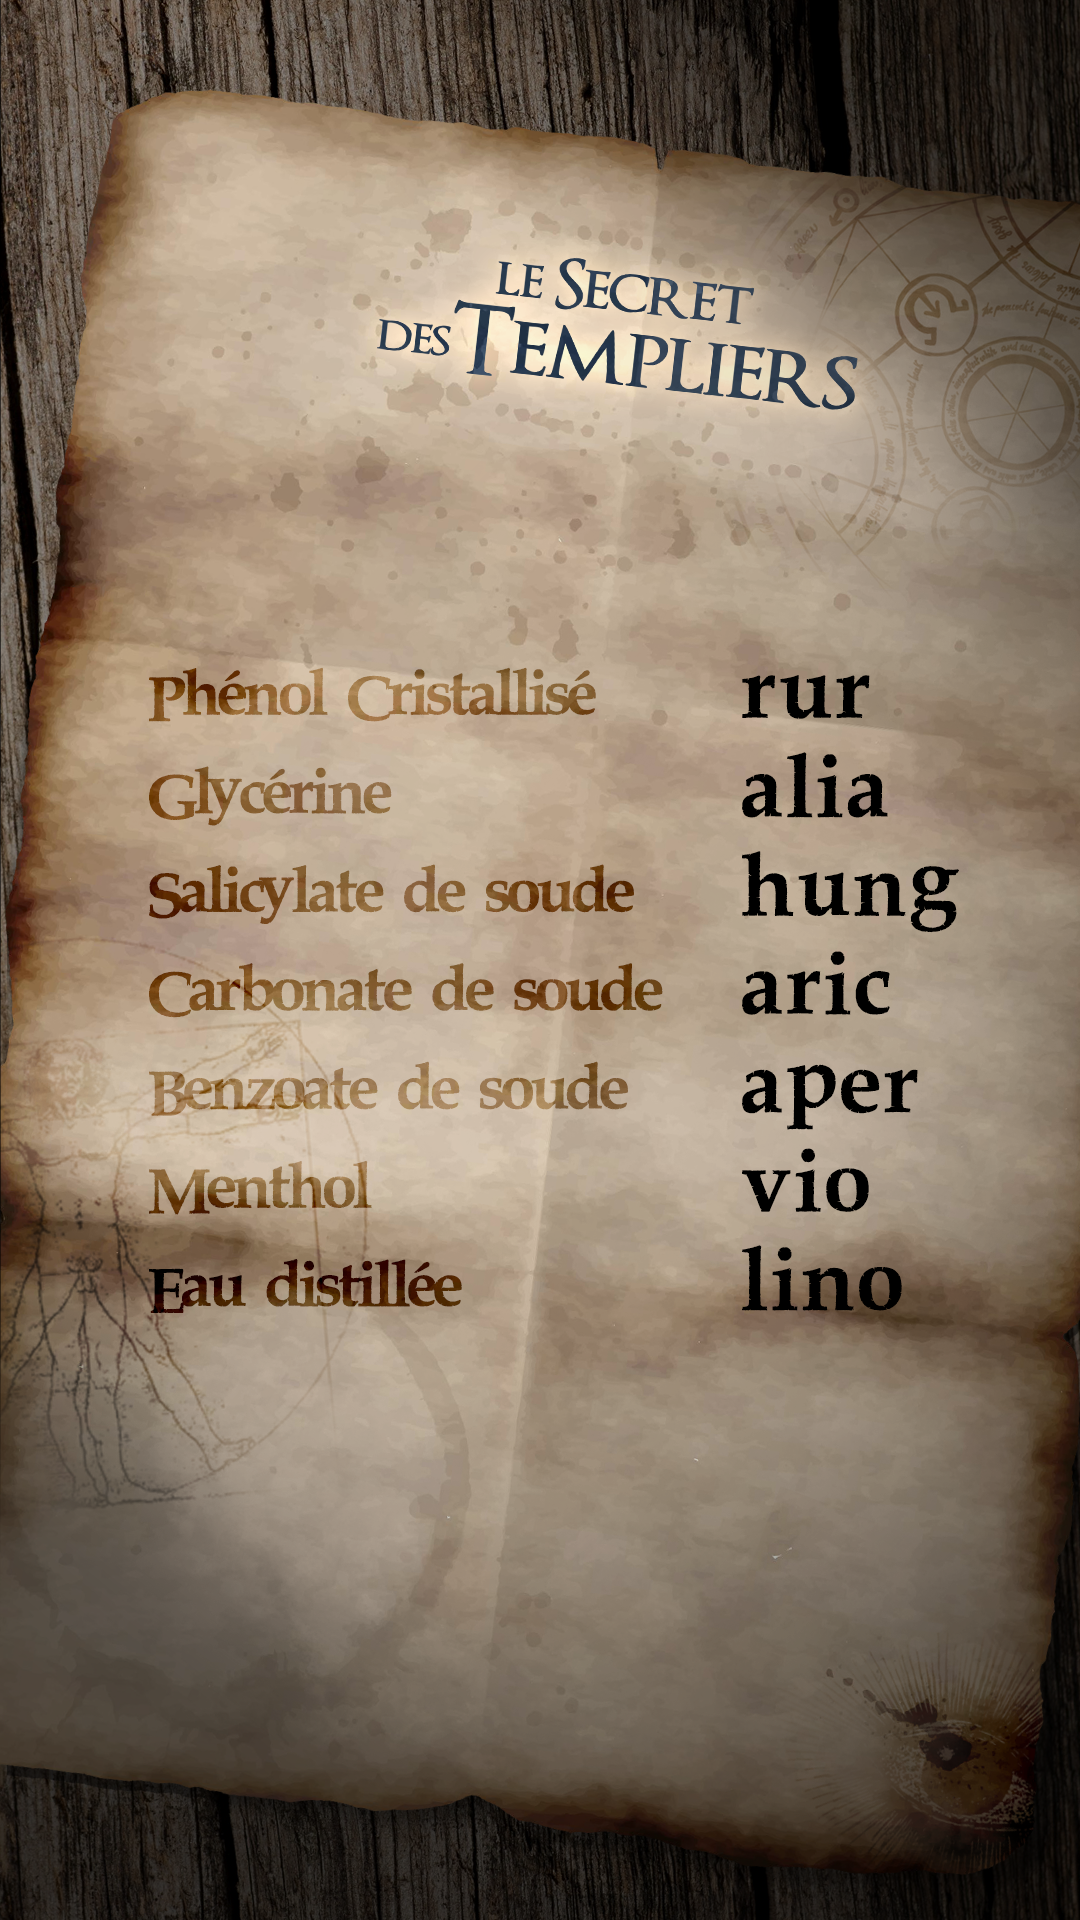 LE SECRET
DES TEMPLIERS
Phénol Cristallisé rur
Glycérine alia
Salicylate de soude hung
Carbonate de soude aric
Benzoate de soude aper
Menthol vio
Eau distillée lino